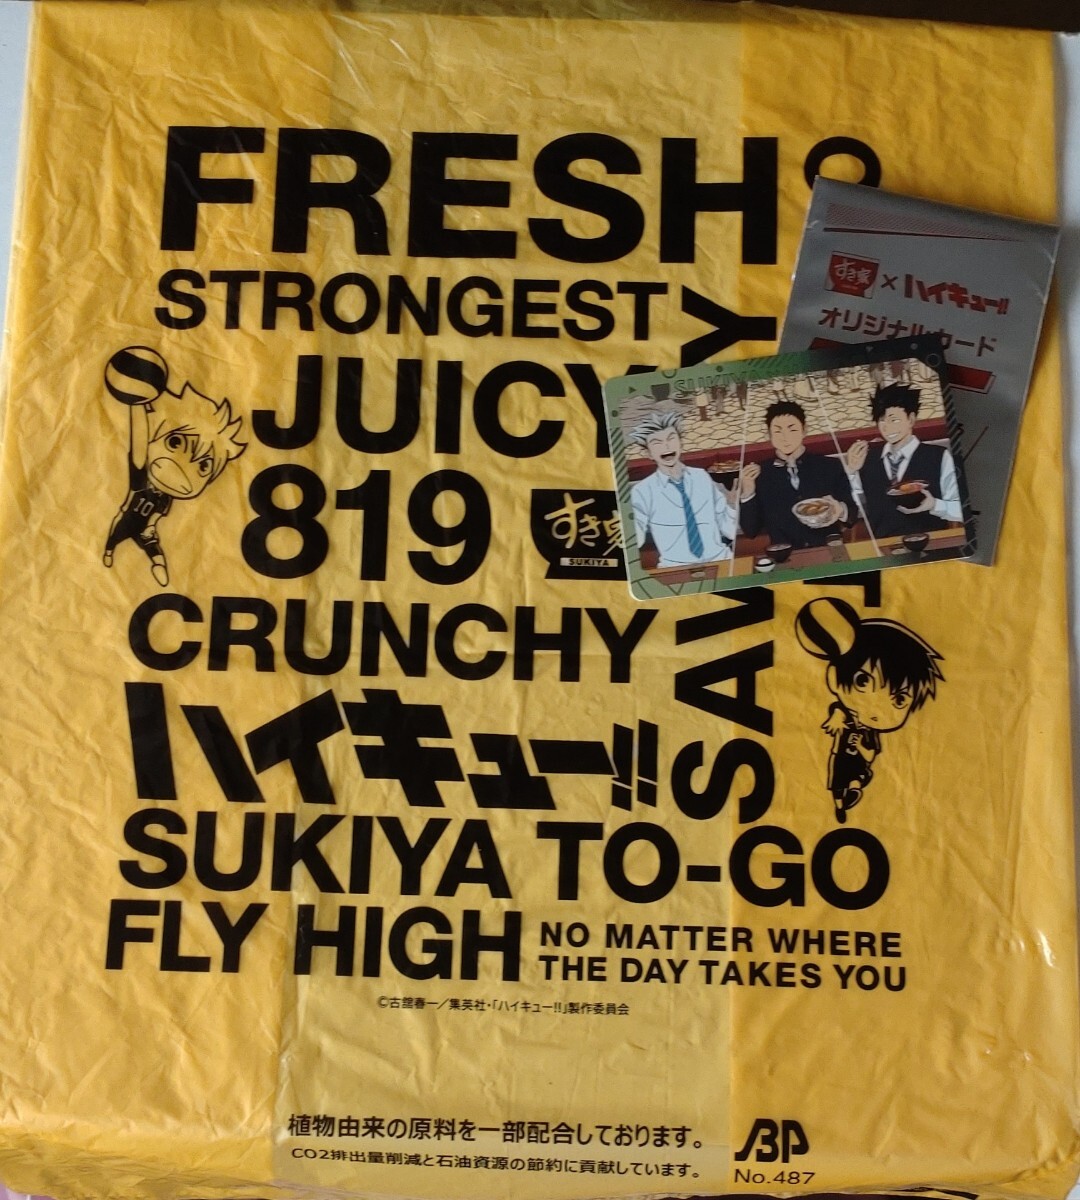 FRESH
STRONGEST
JUICY
819
すき家
SUKIYA
CRUNCHY
ハイキュー!!
SUKIYA TO-GO
FLY HIGH
NO MATTER WHERE
THE DAY TAKES YOU
©古舘春一/集英社・「ハイキュー!!」製作委員会
植物由来の原料を一部配合しております。
CO2排出量削減と石油資源の節約に貢献しています。
BP
No.487
すき家 × ハイキュー!!
オリジナルカード
SUKIYA
10